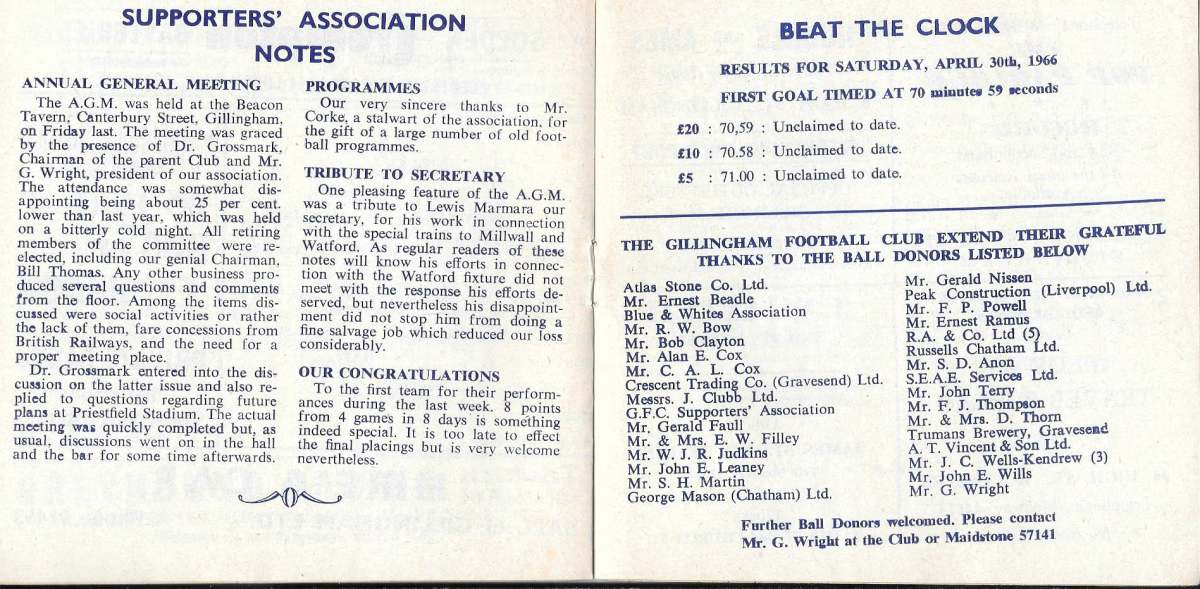 SUPPORTERS' ASSOCIATION
NOTES
ANNUAL GENERAL MEETING
The A.G.M. was held at the Beacon
Tavern, Canterbury Street, Gillingham,
on Friday last. The meeting was graced
by the presence of Dr. Grossmark,
Chairman of the parent Club and Mr.
G. Wright, president of our association.
The attendance was somewhat dis-
appointing being about 25 per cent.
lower than last year, which was held
on a bitterly cold night. All retiring
members of the committee were re-
elected, including our genial Chairman,
Bill Thomas. Any other business pro-
duced several questions and comments
from the floor. Among the items dis-
cussed were social activities or rather
the lack of them, fare concessions from
British Railways, and the need for a
proper meeting place.
Dr. Grossmark entered into the dis-
cussion on the latter issue and also re-
plied to questions regarding future
plans at Priestfield Stadium. The actual
meeting was quickly completed but, as
usual, discussions went on in the hall
and the bar for some time afterwards.
PROGRAMMES
Our very sincere thanks to Mr.
Corke, a stalwart of the association, for
the gift of a large number of old foot-
ball programmes.
TRIBUTE TO SECRETARY
One pleasing feature of the A.G.M.
was a tribute to Lewis Marmara our
secretary, for his work in connection
with the special trains to Millwall and
Watford. As regular readers of these
notes will know his efforts in connec-
tion with the Watford fixture did not
meet with the response his efforts de-
served, but nevertheless his disappoint-
ment did not stop him from doing a
fine salvage job which reduced our loss
considerably.
OUR CONGRATULATIONS
To the first team for their perform-
ances during the last week. 8 points
from 4 games in 8 days is something
indeed special. It is too late to effect
the final placings but is very welcome
nevertheless.
BEAT THE CLOCK
RESULTS FOR SATURDAY, APRIL 30th, 1966
FIRST GOAL TIMED AT 70 minutes 59 seconds
£20 : 70,59 : Unclaimed to date.
£10 : 70.58 : Unclaimed to date.
£5 : 71.00 : Unclaimed to date.
THE GILLINGHAM FOOTBALL CLUB EXTEND THEIR GRATEFUL
THANKS TO THE BALL DONORS LISTED BELOW
Atlas Stone Co. Ltd.
Mr. Ernest Beadle
Blue & Whites Association
Mr. R. W. Bow
Mr. Bob Clayton
Mr. Alan E. Cox
Mr. C. A. L. Cox
Crescent Trading Co. (Gravesend) Ltd.
Messrs. J. Clubb Ltd.
G.F.C. Supporters' Association
Mr, Gerald Faull
Mr. & Mrs. E. W. Filley
Mr. W. J. R. Judkins
Mr. John E. Leaney
Mr. S. H. Martin
George Mason (Chatham) Ltd.
Mr. Gerald Nissen
Peak Construction (Liverpool) Ltd.
Mr. F. P. Powell
Mr. Ernest Ramus
R.A. & Co. Ltd (5)
Russells Chatham Ltd.
Mr. S. D. Anon
S.E.A.E. Services Ltd.
Mr. John Terry
Mr. F. J. Thompson
Mr. & Mrs. D. Thorn
Trumans Brewery, Gravesend
A. T. Vincent & Son Ltd.
Mr. J. C. Wells-Kendrew (3)
Mr. John E. Wills
Mr. G. Wright
Further Ball Donors welcomed. Please contact
Mr. G. Wright at the Club or Maidstone 57141